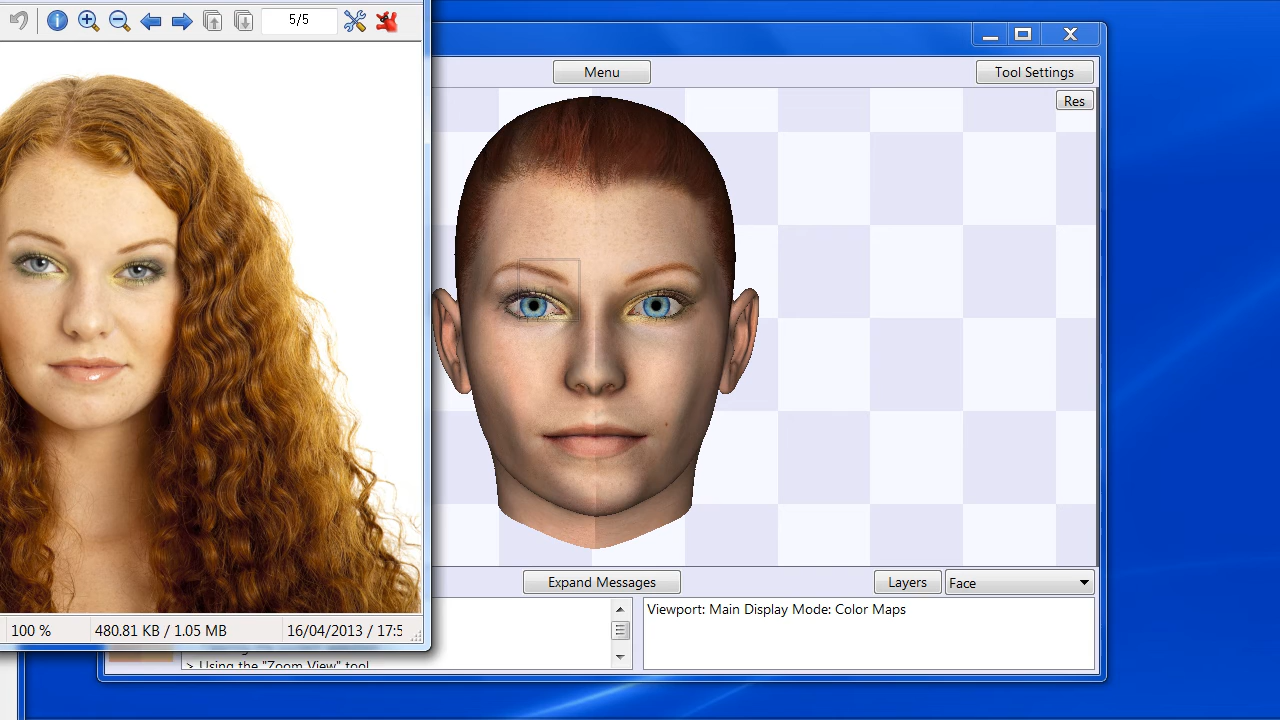 5/5
Menu
Tool Settings
Res
Expand Messages
Layers
Face
Viewport: Main Display Mode: Color Maps
> Using the "Zoom View" tool
100 %
480.81 KB / 1.05 MB
16/04/2013 / 17:5